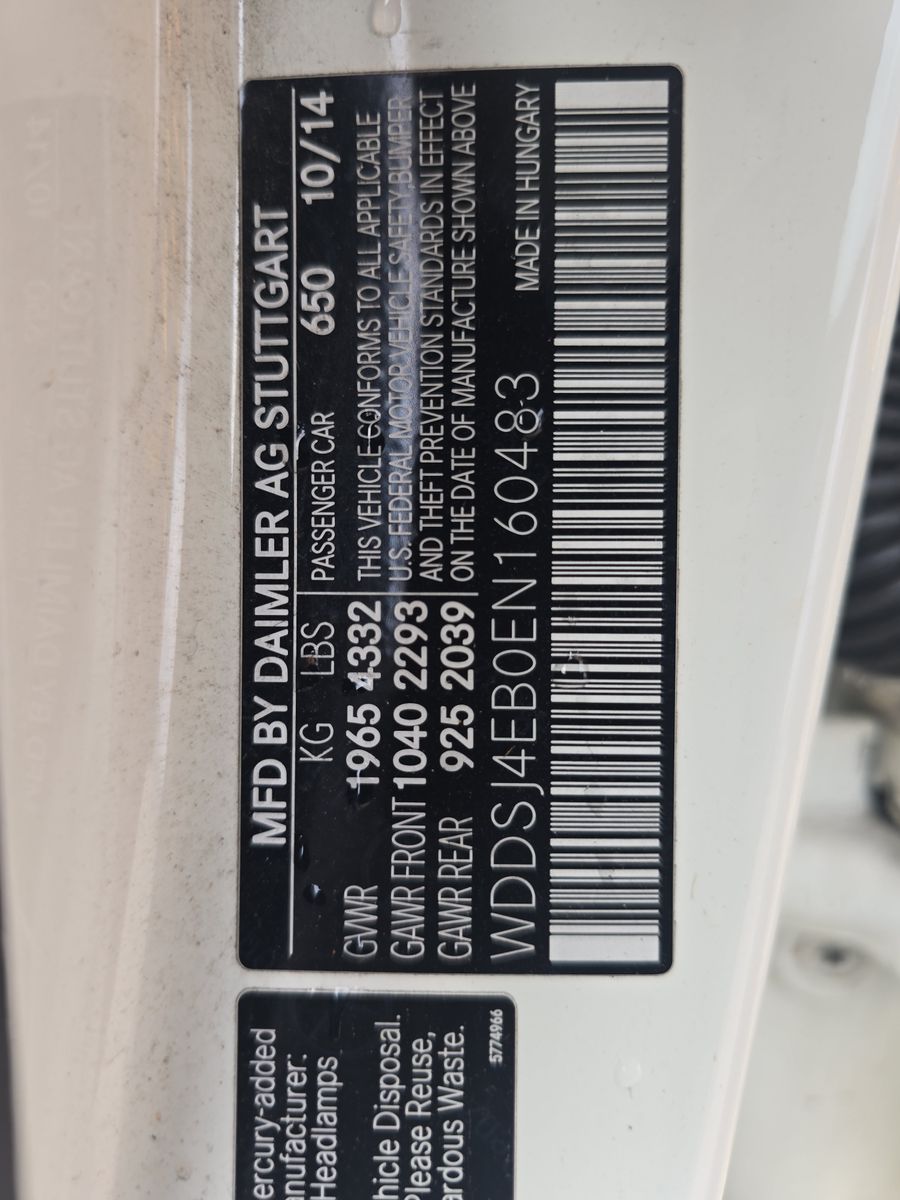 MFD BY DAIMLER AG STUTTGART
KG LBS PASSENGER CAR 650 10/14
GVWR 1965 4332 THIS VEHICLE CONFORMS TO ALL APPLICABLE
GAWR FRONT 1040 2293 U.S. FEDERAL MOTOR VEHICLE SAFETY, BUMPER
AND THEFT PREVENTION STANDARDS IN EFFECT
GAWR REAR 925 2039 ON THE DATE OF MANUFACTURE SHOWN ABOVE
WDDSJ4EB0EN160483 MADE IN HUNGARY
ercury-added
anufacturer:
Headlamps
hicle Disposal.
Please Reuse,
ardous Waste.
5774966